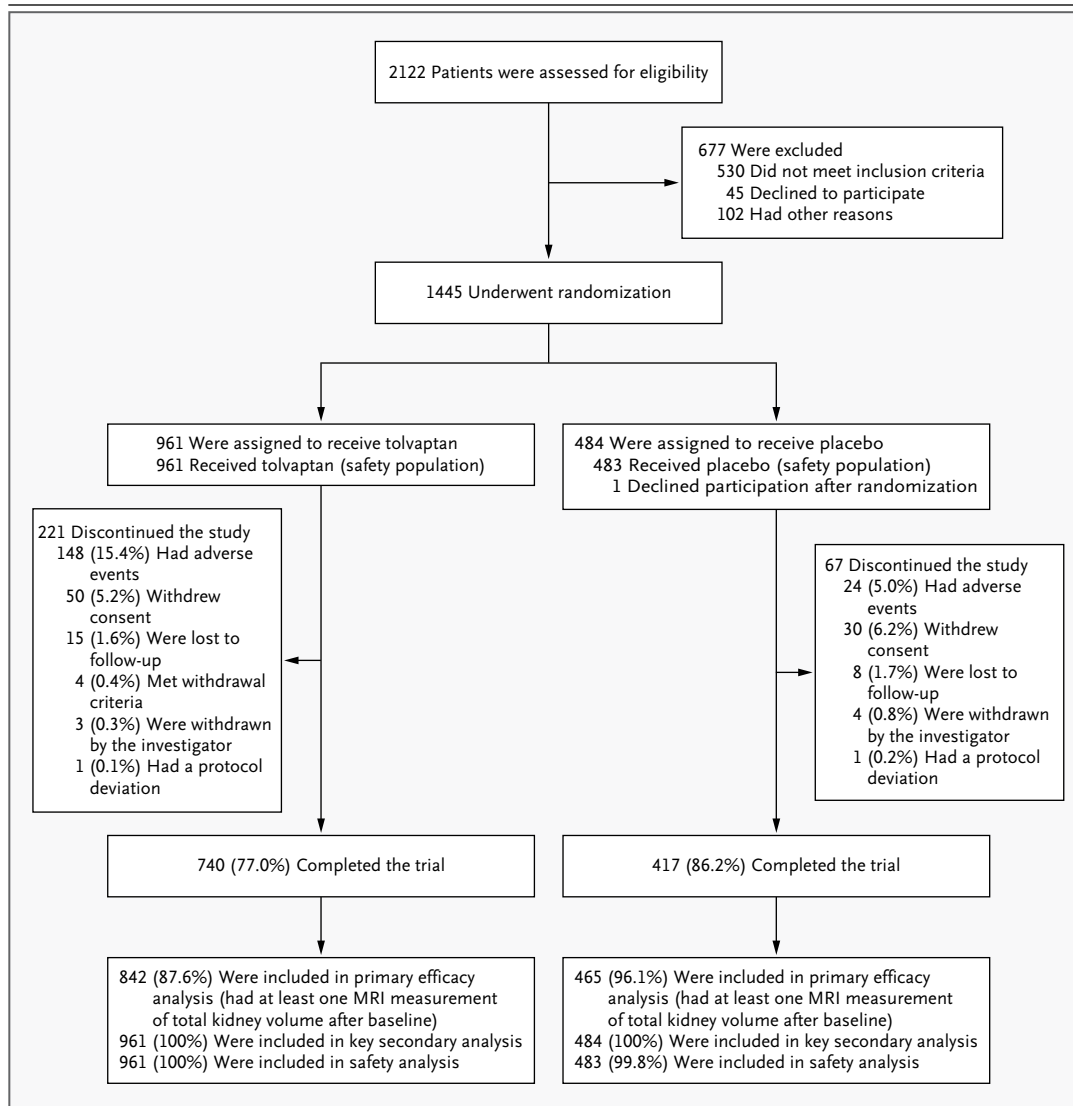 2122 Patients were assessed for eligibility
677 Were excluded
530 Did not meet inclusion criteria
45 Declined to participate
102 Had other reasons
1445 Underwent randomization
961 Were assigned to receive tolvaptan
961 Received tolvaptan (safety population)
484 Were assigned to receive placebo
483 Received placebo (safety population)
1 Declined participation after randomization
221 Discontinued the study
148 (15.4%) Had adverse
events
50 (5.2%) Withdrew
consent
15 (1.6%) Were lost to
follow-up
4 (0.4%) Met withdrawal
criteria
3 (0.3%) Were withdrawn
by the investigator
1 (0.1%) Had a protocol
deviation
67 Discontinued the study
24 (5.0%) Had adverse
events
30 (6.2%) Withdrew
consent
8 (1.7%) Were lost to
follow-up
4 (0.8%) Were withdrawn
by the investigator
1 (0.2%) Had a protocol
deviation
740 (77.0%) Completed the trial
417 (86.2%) Completed the trial
842 (87.6%) Were included in primary efficacy
analysis (had at least one MRI measurement
of total kidney volume after baseline)
961 (100%) Were included in key secondary analysis
961 (100%) Were included in safety analysis
465 (96.1%) Were included in primary efficacy
analysis (had at least one MRI measurement
of total kidney volume after baseline)
484 (100%) Were included in key secondary analysis
483 (99.8%) Were included in safety analysis